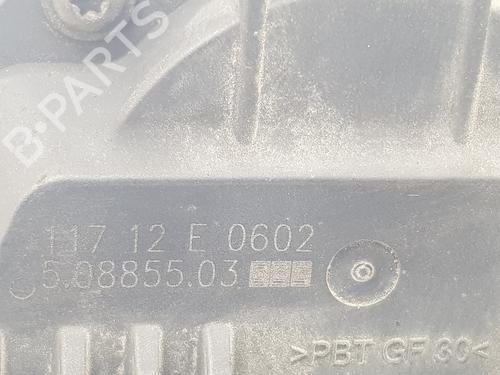 B-PARTS
117 12 E 0602
5.08855.03
>PBT GF 30<